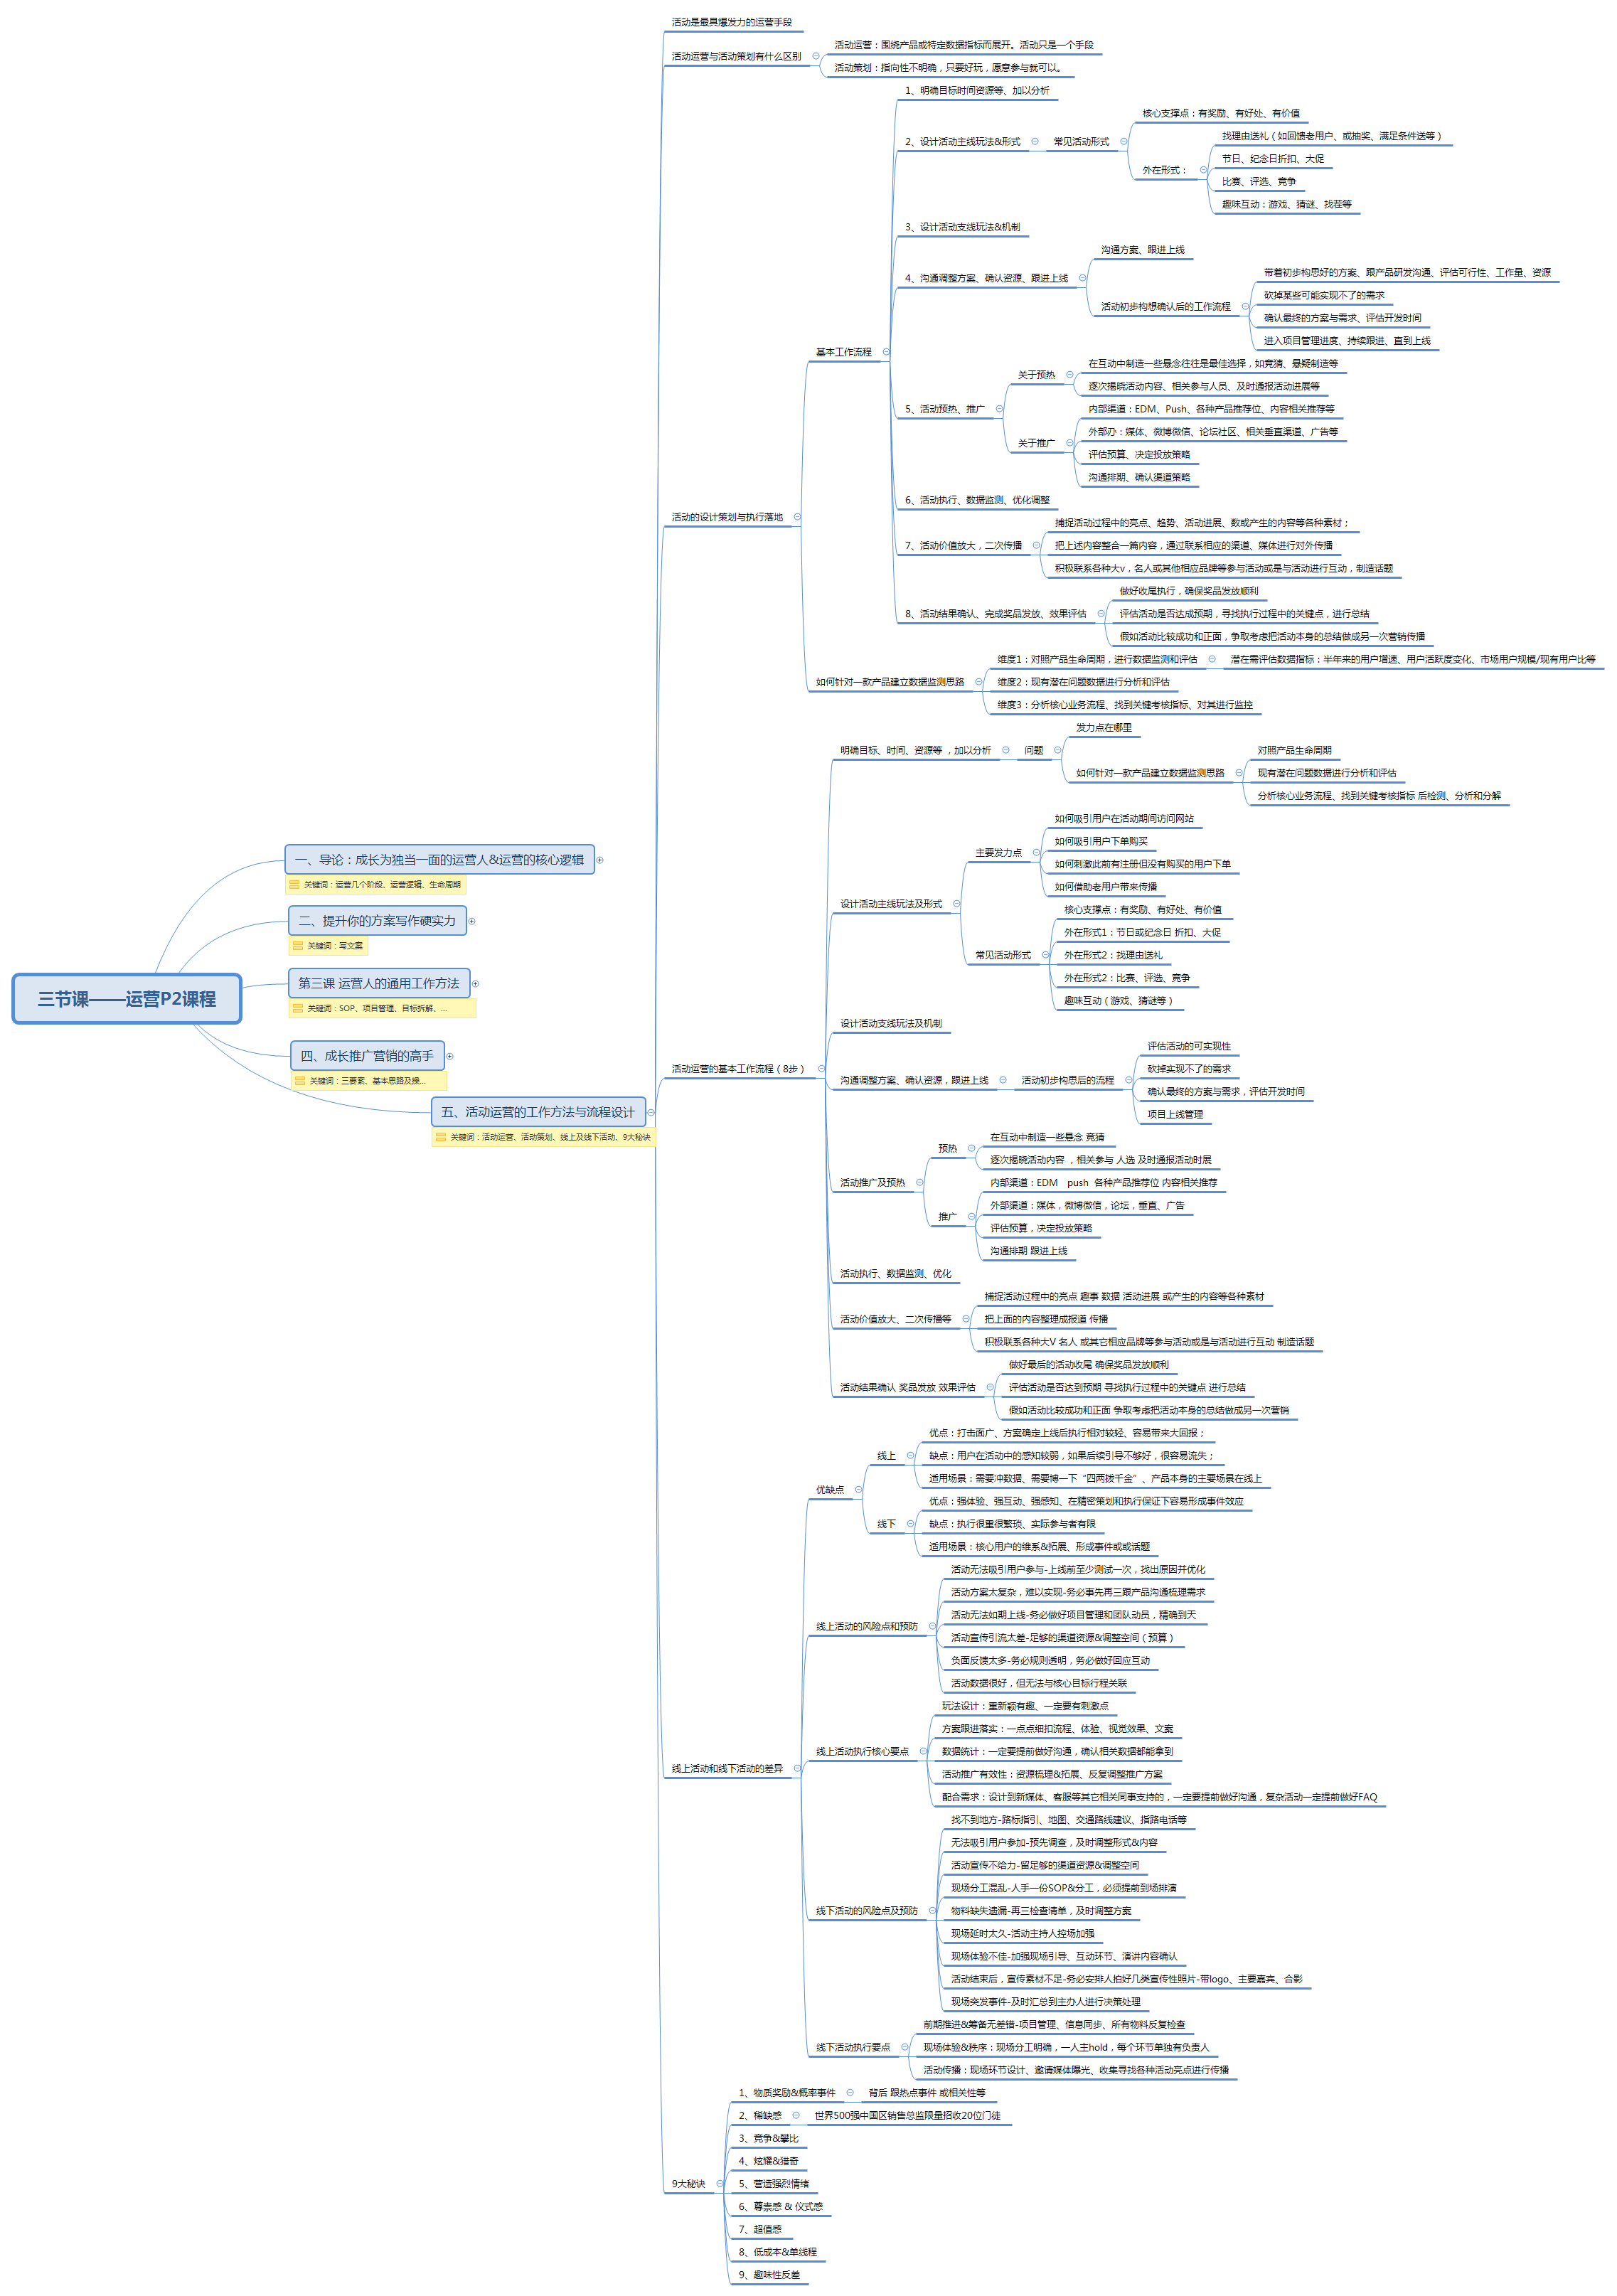 三节课——运营P2课程
一、导论：成长为独当一面的运营人&运营的核心逻辑
关键词：运营几个阶段、运营逻辑、生命周期
二、提升你的方案写作硬实力
关键词：写文案
第三课 运营人的通用工作方法
关键词：SOP、项目管理、目标拆解、...
四、成长推广营销的高手
关键词：三要素、基本思路及操...
五、活动运营的工作方法与流程设计
关键词：活动运营、活动策划、线上及线下活动、9大秘诀
活动是最具爆发力的运营手段
活动运营与活动策划有什么区别
活动运营：围绕产品或特定数据指标而展开。活动只是一个手段
活动策划：指向性不明确，只要好玩，愿意参与就可以。
活动的设计策划与执行落地
基本工作流程
1、明确目标时间资源等、加以分析
2、设计活动主线玩法&形式
常见活动形式
核心支撑点：有奖励、有好处、有价值
外在形式：
找理由送礼（如回馈老用户、或抽奖、满足条件送等）
节日、纪念日折扣、大促
比赛、评选、竞争
趣味互动：游戏、猜谜、找茬等
3、设计活动支线玩法&机制
4、沟通调整方案、确认资源、跟进上线
沟通方案、跟进上线
活动初步构想确认后的工作流程
带着初步构思好的方案、跟产品研发沟通、评估可行性、工作量、资源
砍掉某些可能实现不了的需求
确认最终的方案与需求、评估开发时间
进入项目管理进度、持续跟进、直到上线
5、活动预热、推广
关于预热
在互动中制造一些悬念往往是最佳选择，如竞猜、悬疑制造等
逐次揭晓活动内容、相关参与人员、及时通报活动进展等
关于推广
内部渠道：EDM、Push、各种产品推荐位、内容相关推荐等
外部办：媒体、微博微信、论坛社区、相关垂直渠道、广告等
评估预算、决定投放策略
沟通排期、确认渠道策略
6、活动执行、数据监测、优化调整
7、活动价值放大，二次传播
捕捉活动过程中的亮点、趋势、活动进展、数或产生的内容等各种素材；
把上述内容整合一篇内容，通过联系相应的渠道、媒体进行对外传播
积极联系各种大v，名人或其他相应品牌等参与活动或是与活动进行互动，制造话题
8、活动结果确认、完成奖品发放、效果评估
做好收尾执行，确保奖品发放顺利
评估活动是否达成预期，寻找执行过程中的关键点，进行总结
假如活动比较成功和正面，争取考虑把活动本身的总结做成另一次营销传播
如何针对一款产品建立数据监测思路
维度1：对照产品生命周期，进行数据监测和评估
潜在需评估数据指标：半年来的用户增速、用户活跃度变化、市场用户规模/现有用户比等
维度2：现有潜在问题数据进行分析和评估
维度3：分析核心业务流程、找到关键考核指标、对其进行监控
活动运营的基本工作流程（8步）
明确目标、时间、资源等 ，加以分析
问题
发力点在哪里
如何针对一款产品建立数据监测思路
对照产品生命周期
现有潜在问题数据进行分析和评估
分析核心业务流程、找到关键考核指标 后检测、分析和分解
设计活动主线玩法及形式
主要发力点
如何吸引用户在活动期间访问网站
如何吸引用户下单购买
如何刺激此前有注册但没有购买的用户下单
如何借助老用户带来传播
常见活动形式
核心支撑点：有奖励、有好处、有价值
外在形式1：节日或纪念日 折扣、大促
外在形式2：找理由送礼
外在形式2：比赛、评选、竞争
趣味互动（游戏、猜谜等）
设计活动支线玩法及机制
沟通调整方案、确认资源，跟进上线
活动初步构思后的流程
评估活动的可实现性
砍掉实现不了的需求
确认最终的方案与需求，评估开发时间
项目上线管理
活动推广及预热
预热
在互动中制造一些悬念 竞猜
逐次揭晓活动内容 ，相关参与 人选 及时通报活动时展
推广
内部渠道：EDM push 各种产品推荐位 内容相关推荐
外部渠道：媒体，微博微信，论坛，垂直、广告
评估预算，决定投放策略
沟通排期 跟进上线
活动执行、数据监测、优化
活动价值放大、二次传播等
捕捉活动过程中的亮点 趣事 数据 活动进展 或产生的内容等各种素材
把上面的内容整理成报道 传播
积极联系各种大V 名人 或其它相应品牌等参与活动或是与活动进行互动 制造话题
活动结果确认 奖品发放 效果评估
做好最后的活动收尾 确保奖品发放顺利
评估活动是否达到预期 寻找执行过程中的关键点 进行总结
假如活动比较成功和正面 争取考虑把活动本身的总结做成另一次营销
线上活动和线下活动的差异
优缺点
线上
优点：打击面广、方案确定上线后执行相对较轻、容易带来大回报；
缺点：用户在活动中的感知较弱，如果后续引导不够好，很容易流失；
适用场景：需要冲数据、需要博一下“四两拨千金”、产品本身的主要场景在线上
线下
优点：强体验、强互动、强感知、在精密策划和执行保证下容易形成事件效应
缺点：执行很重很繁琐、实际参与者有限
适用场景：核心用户的维系&拓展、形成事件或或话题
线上活动的风险点和预防
活动无法吸引用户参与-上线前至少测试一次，找出原因并优化
活动方案太复杂，难以实现-务必事先再三跟产品沟通梳理需求
活动无法如期上线-务必做好项目管理和团队动员，精确到天
活动宣传引流太差-足够的渠道资源&调整空间（预算）
负面反馈太多-务必规则透明，务必做好回应互动
活动数据很好，但无法与核心目标行程关联
线上活动执行核心要点
玩法设计：重新颖有趣、一定要有刺激点
方案跟进落实：一点点细扣流程、体验、视觉效果、文案
数据统计：一定要提前做好沟通，确认相关数据都能拿到
活动推广有效性：资源梳理&拓展、反复调整推广方案
配合需求：设计到新媒体、客服等其它相关同事支持的，一定要提前做好沟通，复杂活动一定提前做好FAQ
线下活动的风险点及预防
找不到地方-路标指引、地图、交通路线建议、指路电话等
无法吸引用户参加-预先调查，及时调整形式&内容
活动宣传不给力-留足够的渠道资源&调整空间
现场分工混乱-人手一份SOP&分工，必须提前到场排演
物料缺失遗漏-再三检查清单，及时调整方案
现场延时太久-活动主持人控场加强
现场体验不佳-加强现场引导、互动环节、演讲内容确认
活动结束后，宣传素材不足-务必安排人拍好几类宣传性照片-带logo、主要嘉宾、合影
现场突发事件-及时汇总到主办人进行决策处理
线下活动执行要点
前期推进&筹备无差错-项目管理、信息同步、所有物料反复检查
现场体验&秩序：现场分工明确，一人主hold，每个环节单独有负责人
活动传播：现场环节设计、邀请媒体曝光、收集寻找各种活动亮点进行传播
9大秘诀
1、物质奖励&概率事件
背后 跟热点事件 或相关性等
2、稀缺感
世界500强中国区销售总监限量招收20位门徒
3、竞争&攀比
4、炫耀&猎奇
5、营造强烈情绪
6、尊崇感 & 仪式感
7、超值感
8、低成本&单线程
9、趣味性反差